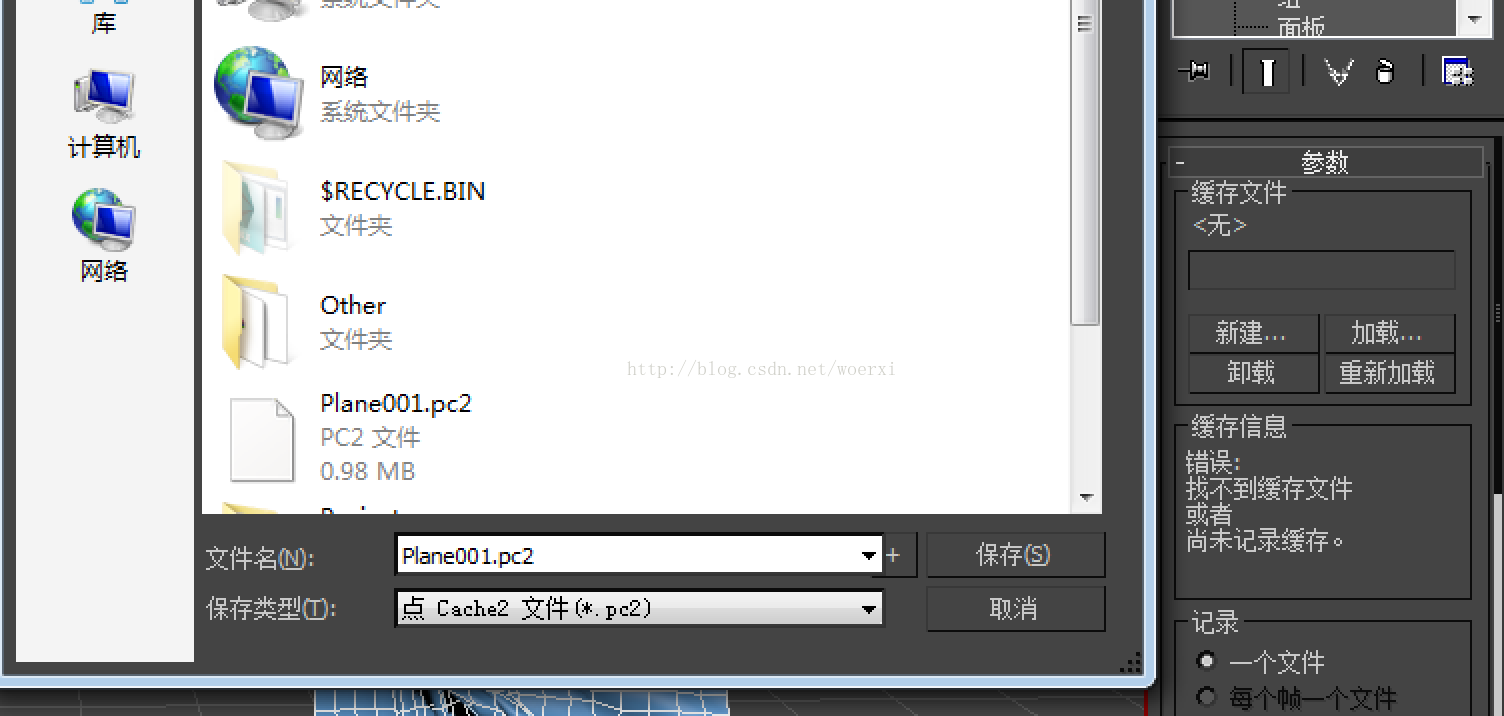 库
计算机
网络
系统文件夹
网络
系统文件夹
$RECYCLE.BIN
文件夹
Other
文件夹
Plane001.pc2
PC2 文件
0.98 MB
http://blog.csdn.net/woerxi
文件名(N):
Plane001.pc2
+
保存(S)
保存类型(T):
点 Cache2 文件(*.pc2)
取消
面板
- 参数
缓存文件
<无>
新建...
加载...
卸载
重新加载
缓存信息
错误:
找不到缓存文件
或者
尚未记录缓存。
记录
一个文件
每个帧一个文件